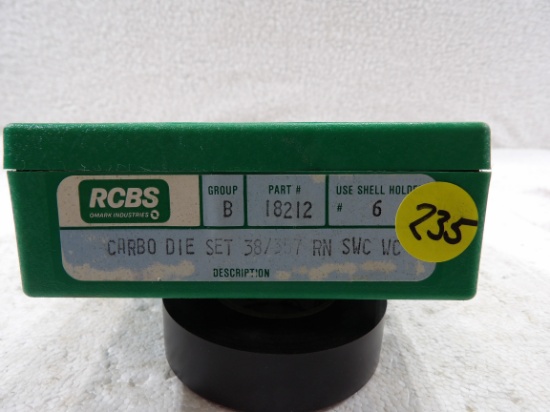 RCBS
OMARK INDUSTRIES
GROUP
B
PART #
18212
USE SHELL HOLDE
# 6
235
CARBO DIE SET 38/357 RN SWC WC
DESCRIPTION